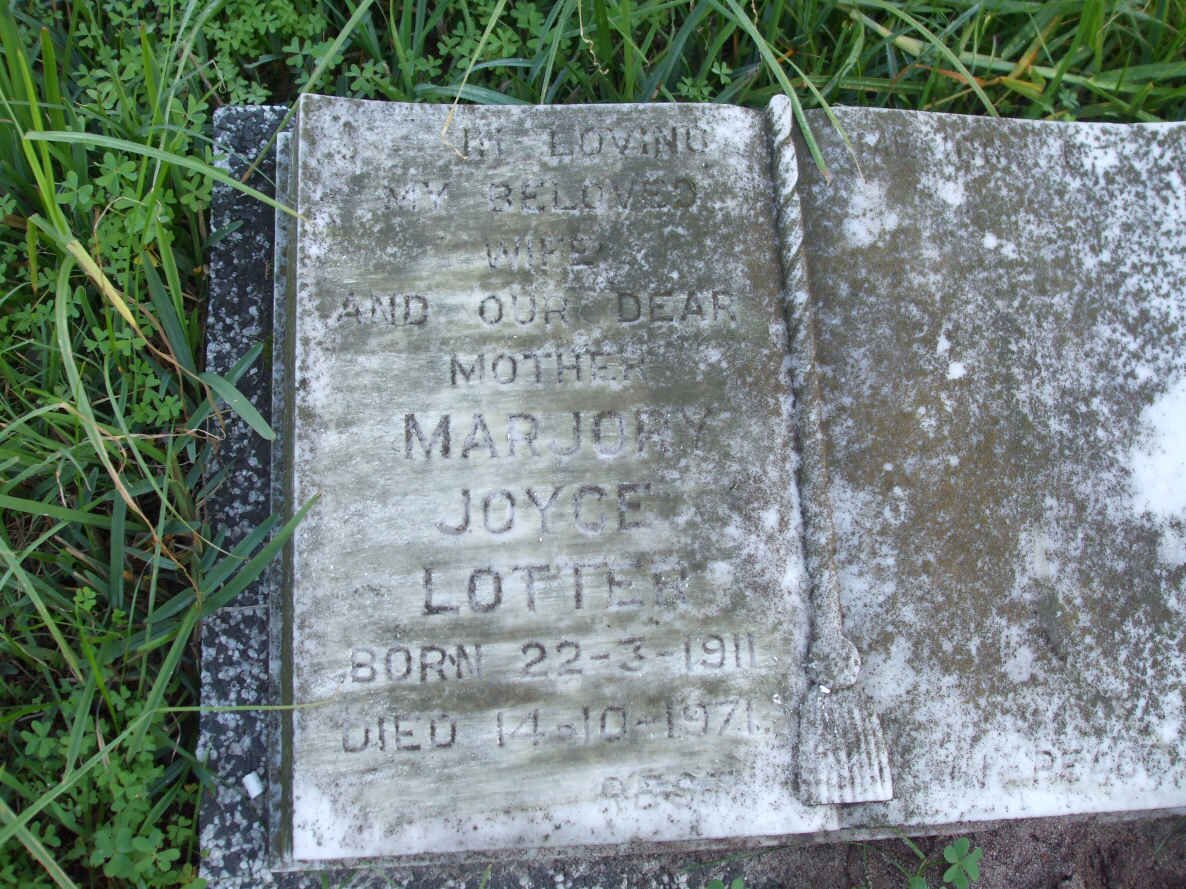 IN LOVING
MY BELOVED
WIFE
AND OUR DEAR
MOTHER
MARJORY
JOYCE
LOTTER
BORN 22-3-1911
DIED 14-10-1971.
REST